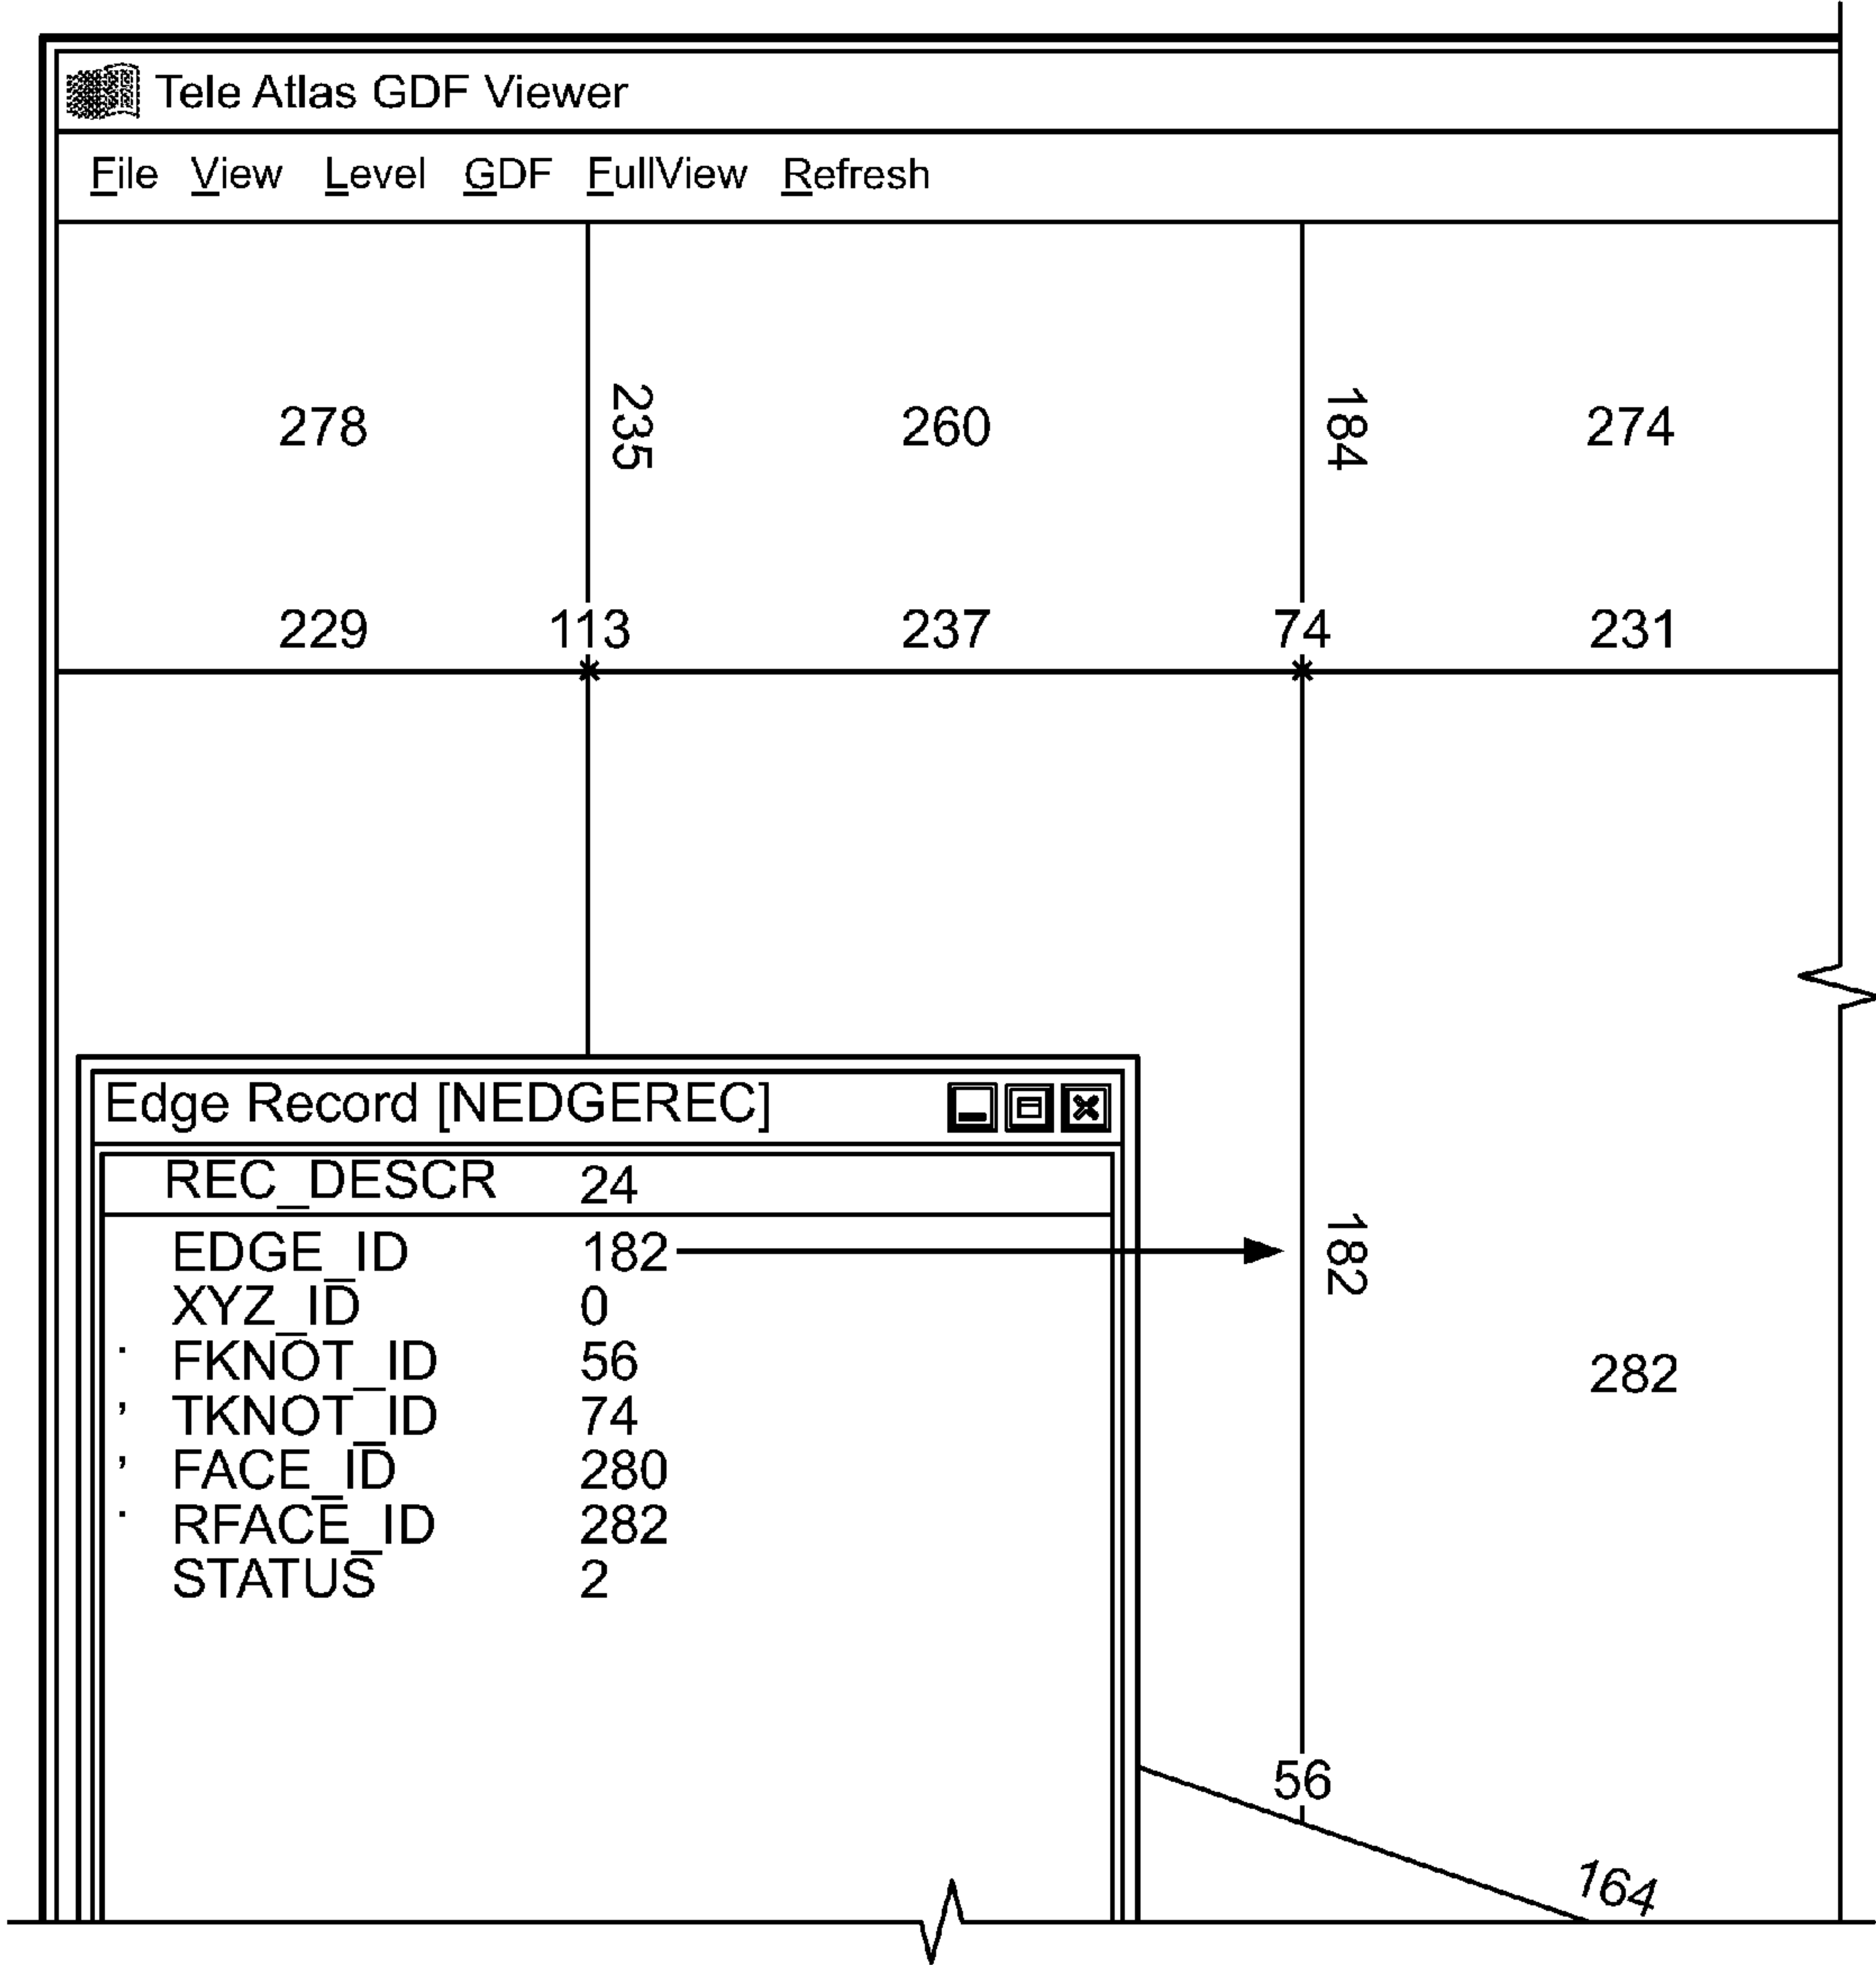 Tele Atlas GDF Viewer
File View Level GDF FullView Refresh
278 235 260 184 274
229 113 237 74 231
Edge Record [NEDGEREC]
REC_DESCR 24
EDGE_ID 182
182
XYZ_ID 0
· FKNOT_ID 56
282
, TKNOT_ID 74
, FACE_ID 280
· RFACE_ID 282
STATUS 2
56
164